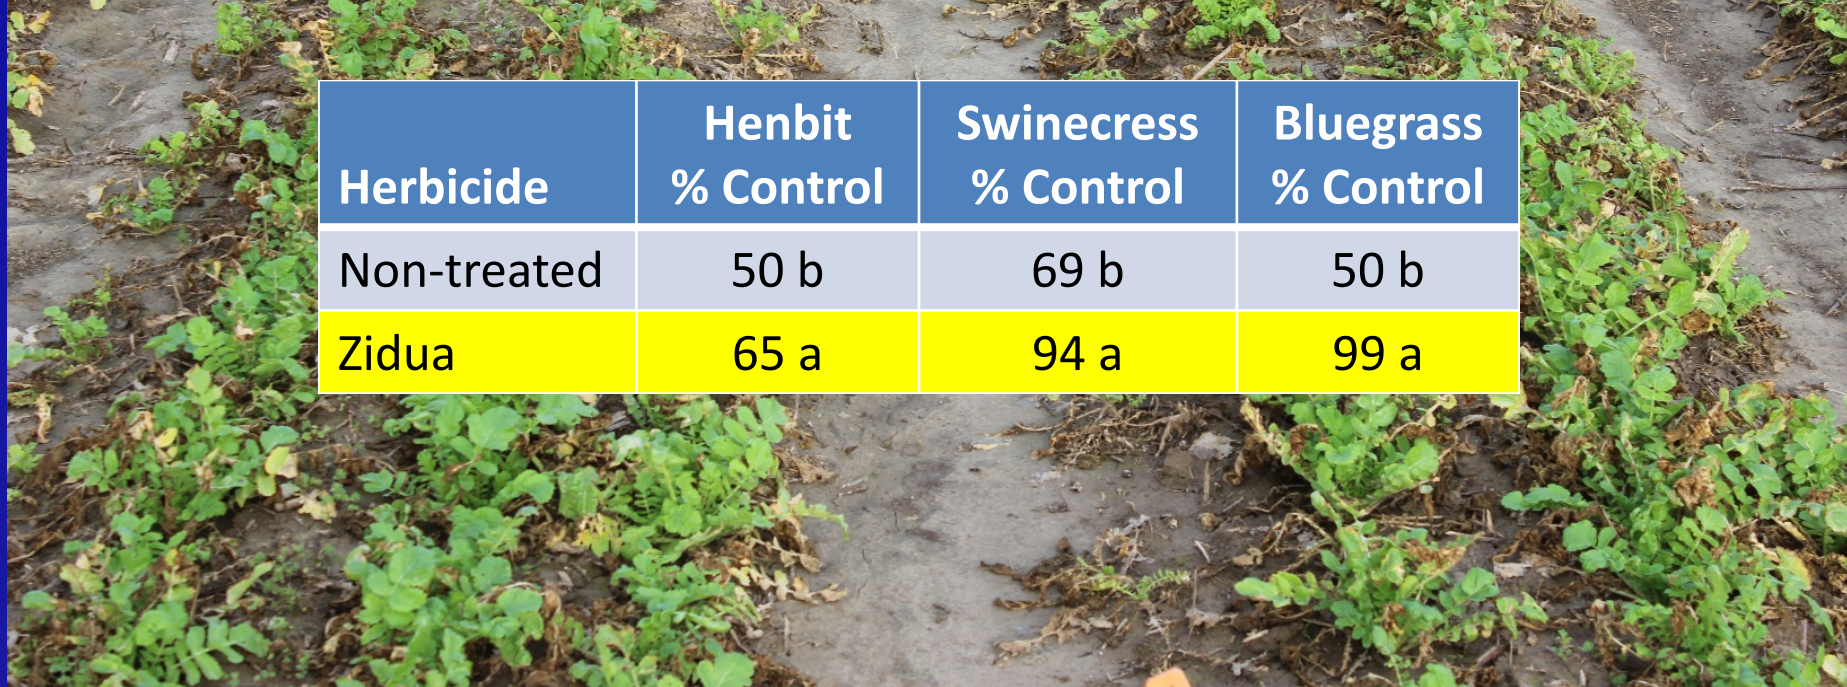 Herbicide Henbit % Control Swinecress % Control Bluegrass % Control
Non-treated 50 b 69 b 50 b
Zidua 65 a 94 a 99 a